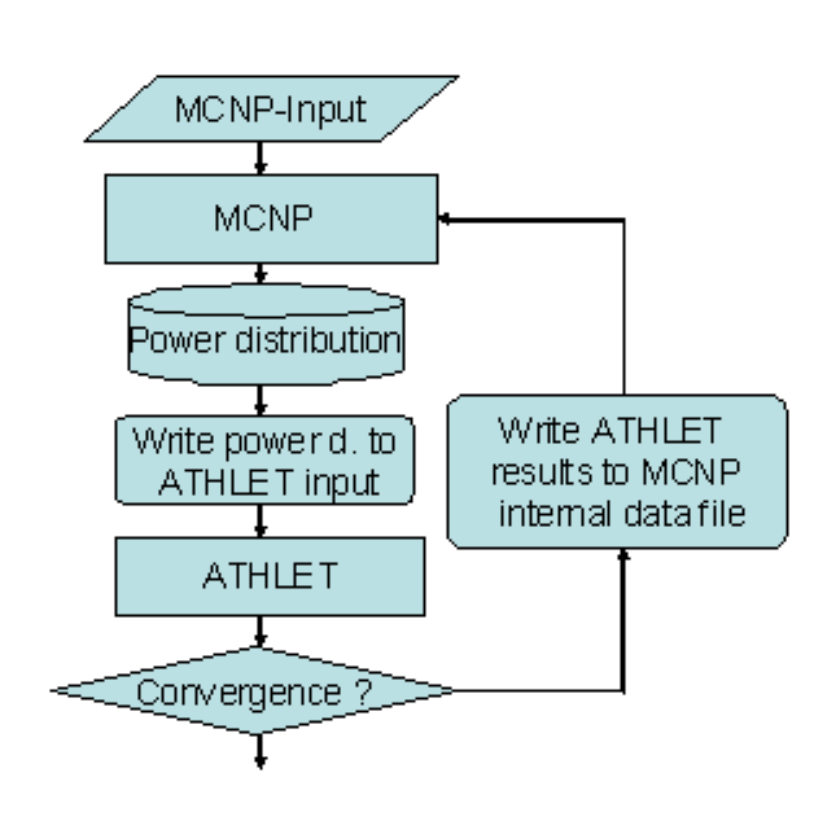 MCNP-Input
MCNP
Power distribution
Write power d. to
ATHLET input
ATHLET
Convergence ?
Write ATHLET
results to MCNP
internal data file